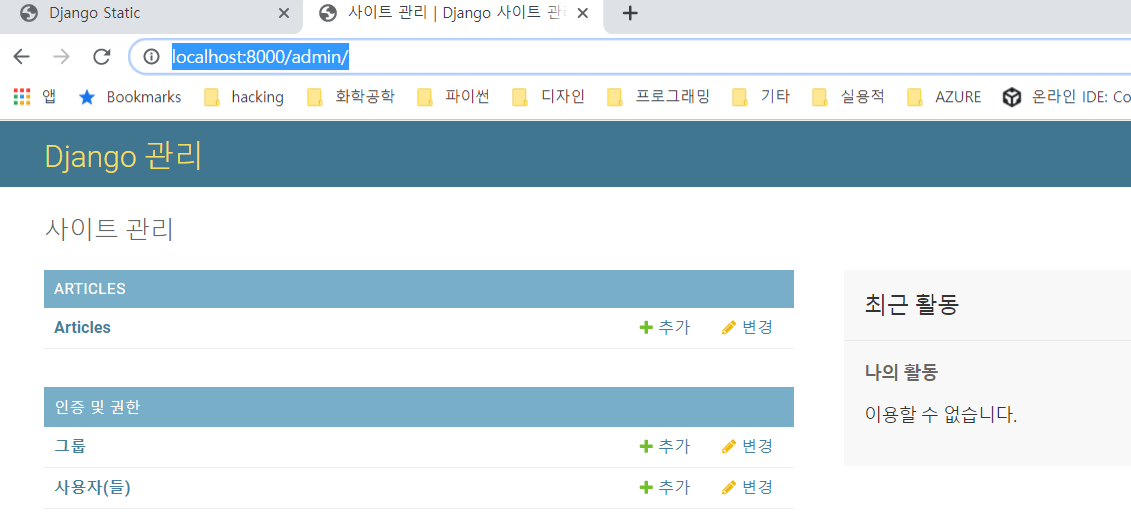 Django Static
사이트 관리 | Django 사이트 관
localhost:8000/admin/
앱 Bookmarks hacking 화학공학 파이썬 디자인 프로그래밍 기타 실용적 AZURE 온라인 IDE: Co
Django 관리
사이트 관리
ARTICLES
Articles 추가 변경
인증 및 권한
그룹 추가 변경
사용자(들) 추가 변경
최근 활동
나의 활동
이용할 수 없습니다.